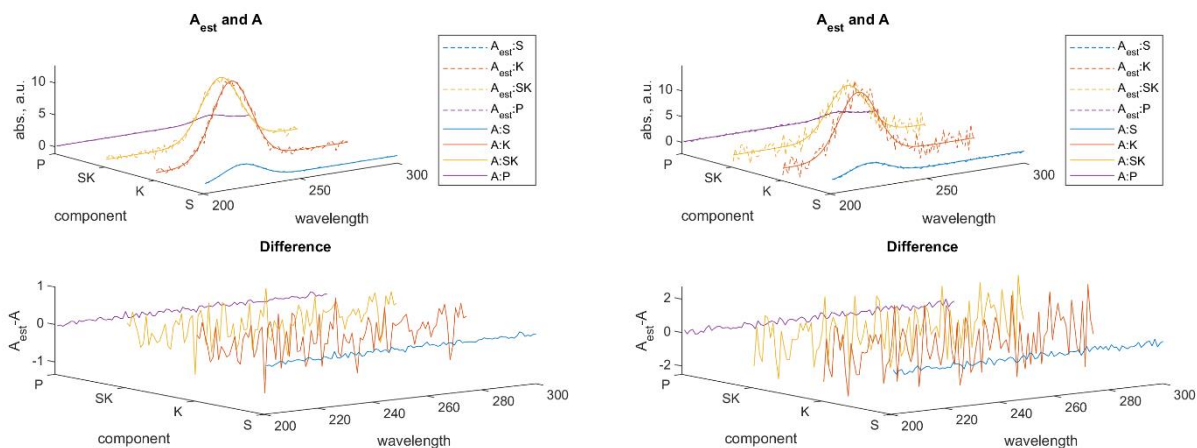 A_est and A
abs., a.u.
10
5
0
P
SK
K
S
component
200
250
300
wavelength
A_est:S
A_est:K
A_est:SK
A_est:P
A:S
A:K
A:SK
A:P
A_est and A
abs., a.u.
10
5
0
P
SK
K
S
component
200
250
300
wavelength
A_est:S
A_est:K
A_est:SK
A_est:P
A:S
A:K
A:SK
A:P
Difference
A_est-A
1
0
-1
P
SK
K
S
component
200
220
240
260
280
300
wavelength
Difference
A_est-A
2
0
-2
P
SK
K
S
component
200
220
240
260
280
300
wavelength